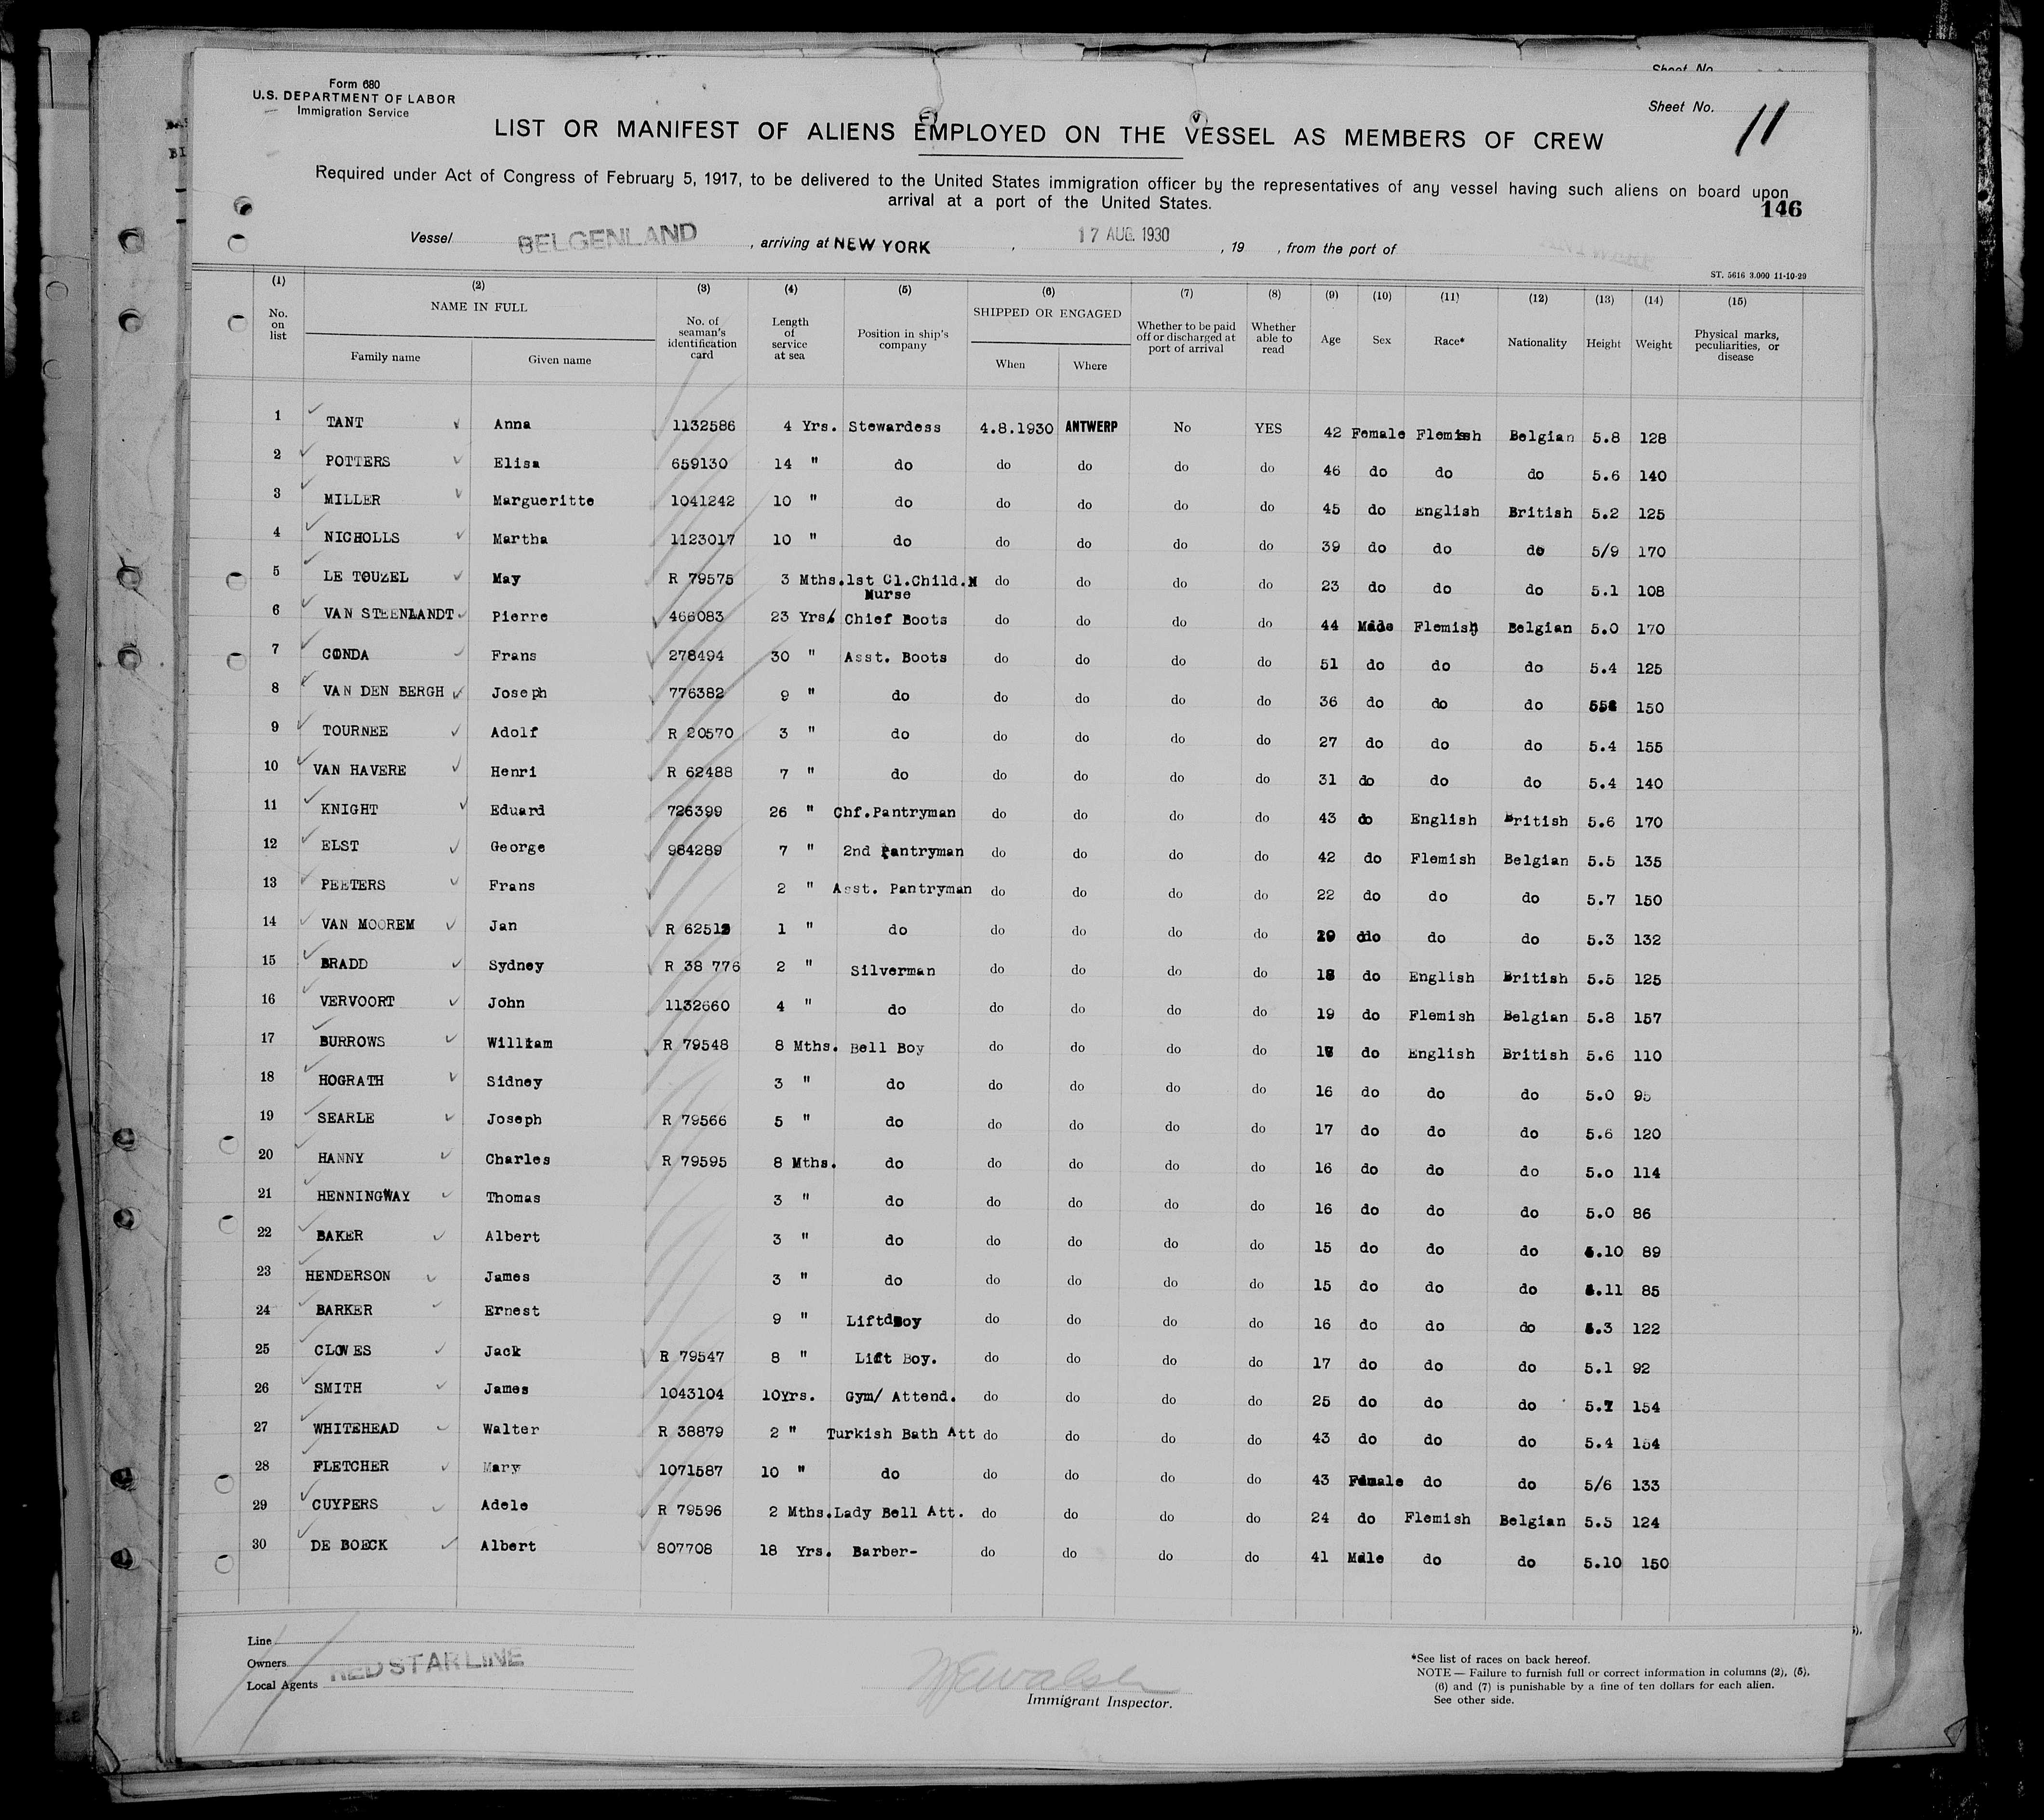 Sheet No.
Form 680
U.S. DEPARTMENT OF LABOR
Immigration Service
Sheet No. 11
LIST OR MANIFEST OF ALIENS EMPLOYED ON THE VESSEL AS MEMBERS OF CREW
Required under Act of Congress of February 5, 1917, to be delivered to the United States immigration officer by the representatives of any vessel having such aliens on board upon
arrival at a port of the United States.
146
Vessel BELGENLAND , arriving at NEW YORK , 17 AUG. 1930 , 19 , from the port of
ST. 5616 3.000 11-10-29
(1) (2) (3) (4) (5) (6) (7) (8) (9) (10) (11) (12) (13) (14) (15)
No. on list NAME IN FULL Family name Given name No. of seaman's identification card Length of service at sea Position in ship's company SHIPPED OR ENGAGED When Where Whether to be paid off or discharged at port of arrival Whether able to read Age Sex Race* Nationality Height Weight Physical marks, peculiarities, or disease
1 TANT Anna 1132586 4 Yrs. Stewardess 4.8.1930 ANTWERP No YES 42 Female Flemish Belgian 5.8 128
2 POTTERS Elisa 659130 14 " do do do do do 46 do do do 5.6 140
3 MILLER Margueritte 1041242 10 " do do do do do 45 do English British 5.2 125
4 NICHOLLS Martha 1123017 10 " do do do do do 39 do do do 5/9 170
5 LE TOUZEL May R 79575 3 Mths. 1st Cl.Child.N do do do do 23 do do do 5.1 108
Nurse
6 VAN STEENLANDT Pierre 466083 23 Yrs. Chief Boots do do do do 44 Male Flemish Belgian 5.0 170
7 CONDA Frans 278494 30 " Asst. Boots do do do do 51 do do do 5.4 125
8 VAN DEN BERGH Joseph 776382 9 " do do do do do 36 do do do 150
9 TOURNEE Adolf R 20570 3 " do do do do do 27 do do do 5.4 155
10 VAN HAVERE Henri R 62488 7 " do do do do do 31 do do do 5.4 140
11 KNIGHT Eduard 726399 26 " Chf.Pantryman do do do do 43 do English British 5.6 170
12 ELST George 984289 7 " 2nd Pantryman do do do do 42 do Flemish Belgian 5.5 135
13 PEETERS Frans 2 " Asst. Pantryman do do do do 22 do do do 5.7 150
14 VAN MOOREM Jan 1 " do do do do do do do do 5.3 132
15 BRADD Sydney R 38 776 2 " Silverman do do do do 18 do English British 5.5 125
16 VERVOORT John 1132660 4 " do do do do do 19 do Flemish Belgian 5.8 157
17 BURROWS William R 79548 8 Mths. Bell Boy do do do do do English British 5.6 110
18 HOGRATH Sidney 3 " do do do do do 16 do do do 5.0 95
19 SEARLE Joseph R 79566 5 " do do do do do 17 do do do 5.6 120
20 HANNY Charles R 79595 8 Mths. do do do do do 16 do do do 5.0 114
21 HENNINGWAY Thomas 3 " do do do do do 16 do do do 5.0 86
22 BAKER Albert 3 " do do do do do 15 do do do 4.10 89
23 HENDERSON James 3 " do do do do do 15 do do do 4.11 85
24 BARKER Ernest 9 " Lift Boy do do do do 16 do do do 122
25 CLOWES Jack R 79547 8 " Lift Boy. do do do do 17 do do do 5.1 92
26 SMITH James 1043104 10Yrs. Gym/ Attend. do do do do 25 do do do 5.7 154
27 WHITEHEAD Walter R 38879 2 " Turkish Bath Att do do do do 43 do do do 5.4 154
28 FLETCHER Mary 1071587 10 " do do do do do 43 Female do do 5/6 133
29 CUYPERS Adele R 79596 2 Mths. Lady Bell Att. do do do do 24 do Flemish Belgian 5.5 124
30 DE BOECK Albert 807708 18 Yrs. Barber- do do do do 41 Male do do 5.10 150
Line
Owners RED STAR LINE
Local Agents
Immigrant Inspector.
*See list of races on back hereof.
NOTE — Failure to furnish full or correct information in columns (2), (5),
(6) and (7) is punishable by a fine of ten dollars for each alien.
See other side.